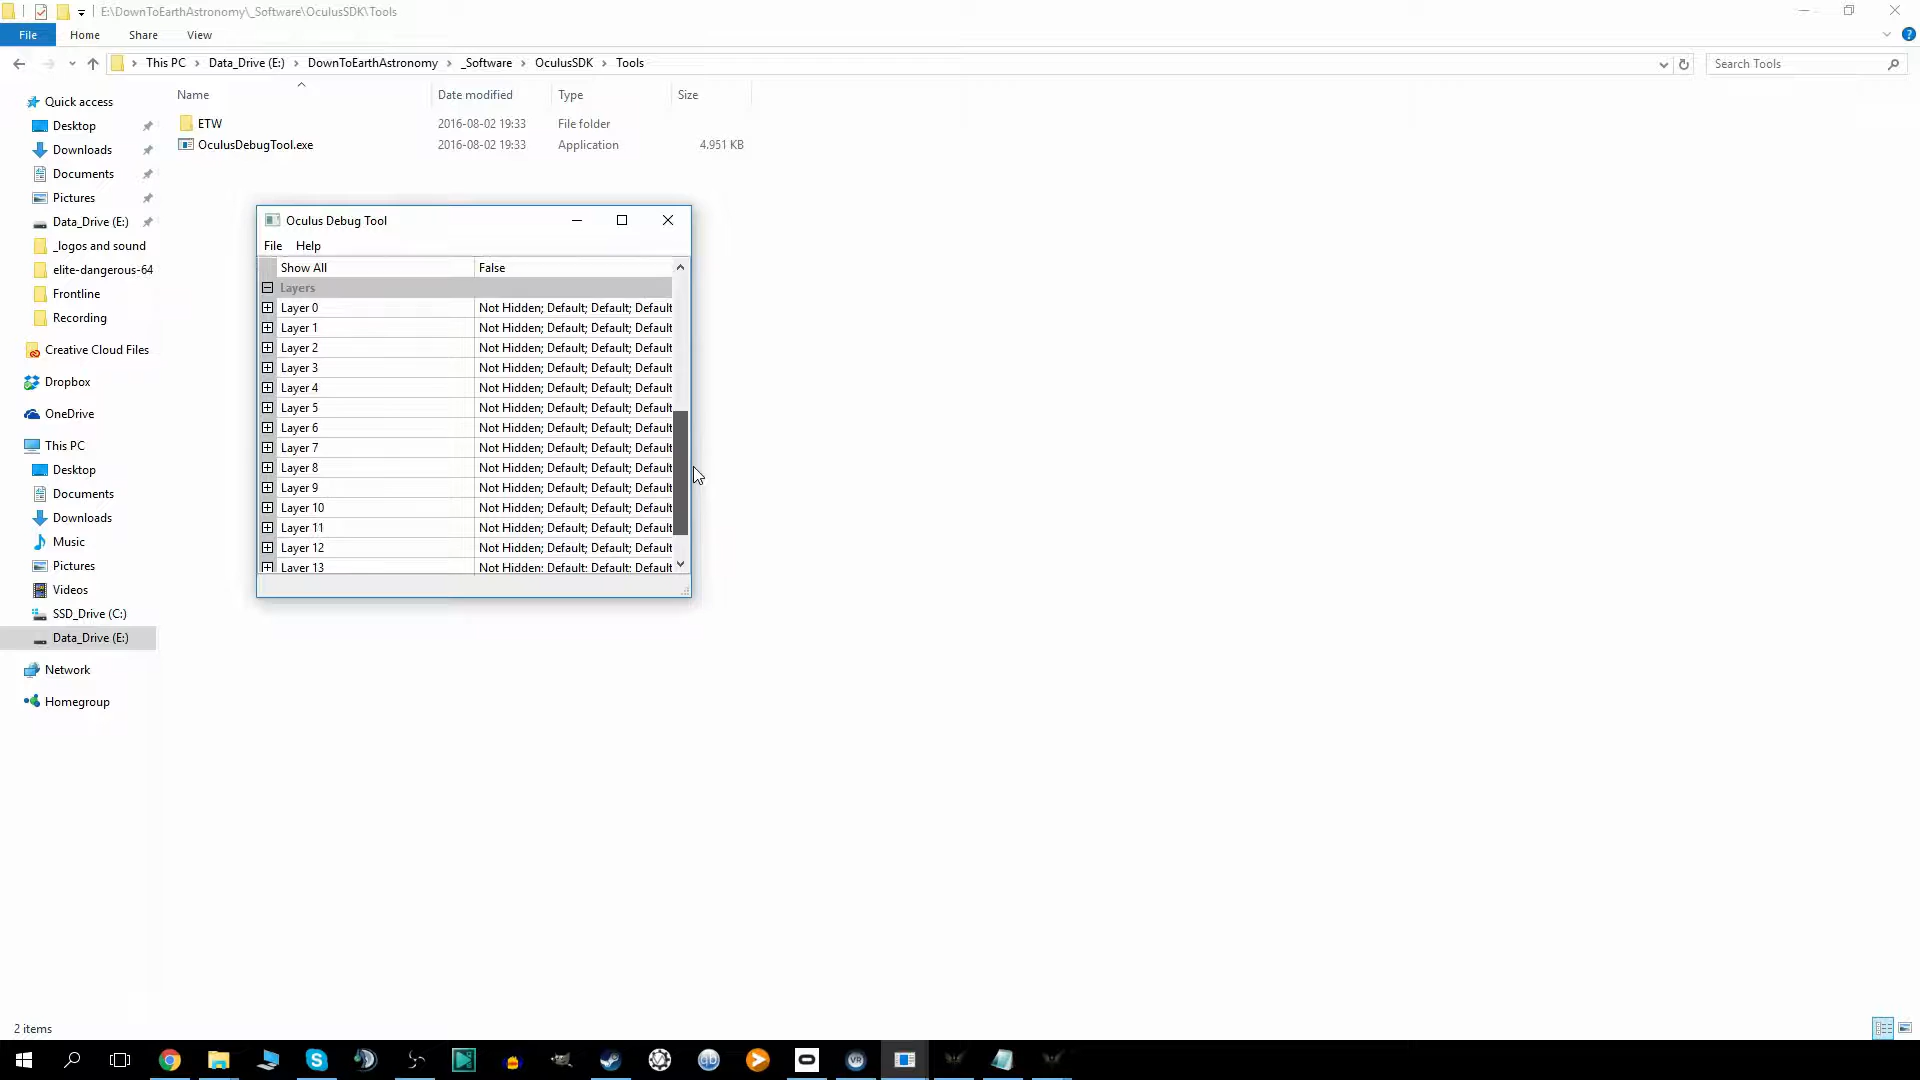 E:\DownToEarthAstronomy\_Software\OculusSDK\Tools
File Home Share View
This PC Data_Drive (E:) DownToEarthAstronomy _Software OculusSDK Tools
Search Tools
Name Date modified Type Size
Quick access
Desktop
Downloads
Documents
Pictures
Data_Drive (E:)
_logos and sound
elite-dangerous-64
Frontline
Recording
Creative Cloud Files
Dropbox
OneDrive
This PC
Desktop
Documents
Downloads
Music
Pictures
Videos
SSD_Drive (C:)
Data_Drive (E:)
Network
Homegroup
ETW 2016-08-02 19:33 File folder
OculusDebugTool.exe 2016-08-02 19:33 Application 4.951 KB
Oculus Debug Tool
File Help
Show All False
Layers
Layer 0 Not Hidden; Default; Default; Default
Layer 1 Not Hidden; Default; Default; Default
Layer 2 Not Hidden; Default; Default; Default
Layer 3 Not Hidden; Default; Default; Default
Layer 4 Not Hidden; Default; Default; Default
Layer 5 Not Hidden; Default; Default; Default
Layer 6 Not Hidden; Default; Default; Default
Layer 7 Not Hidden; Default; Default; Default
Layer 8 Not Hidden; Default; Default; Default
Layer 9 Not Hidden; Default; Default; Default
Layer 10 Not Hidden; Default; Default; Default
Layer 11 Not Hidden; Default; Default; Default
Layer 12 Not Hidden; Default; Default; Default
Layer 13 Not Hidden; Default; Default; Default
2 items